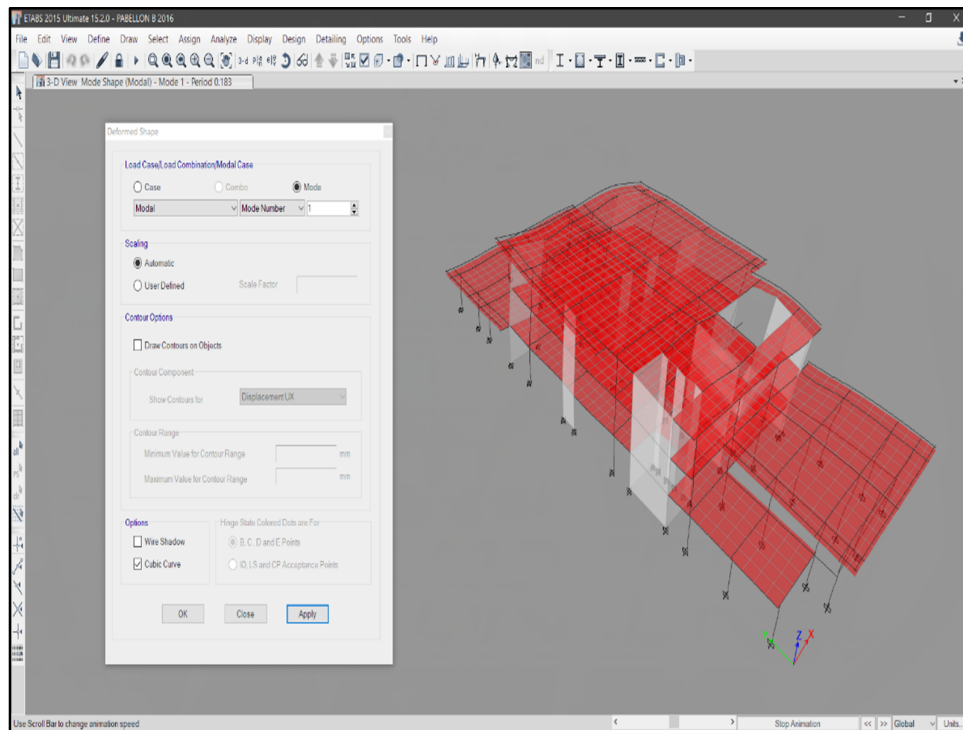 ETABS 2015 Ultimate 15.2.0 - PABELLON B 2016
File Edit View Define Draw Select Assign Analyze Display Design Detailing Options Tools Help
3-d
nd
3-D View Mode Shape (Modal) - Mode 1 - Period 0.183
Deformed Shape
Load Case/Load Combination/Modal Case
Case Combo Mode
Modal Mode Number 1
Scaling
Automatic
User Defined Scale Factor
Contour Options
Draw Contours on Objects
Contour Component
Show Contours for Displacement UX
Contour Range
Minimum Value for Contour Range mm
Maximum Value for Contour Range mm
Options Hinge State Colored Dots are For
Wire Shadow B, C, D and E Points
Cubic Curve IO, LS and CP Acceptance Points
OK Close Apply
Z X
Use Scroll Bar to change animation speed Stop Animation << >> Global Units...